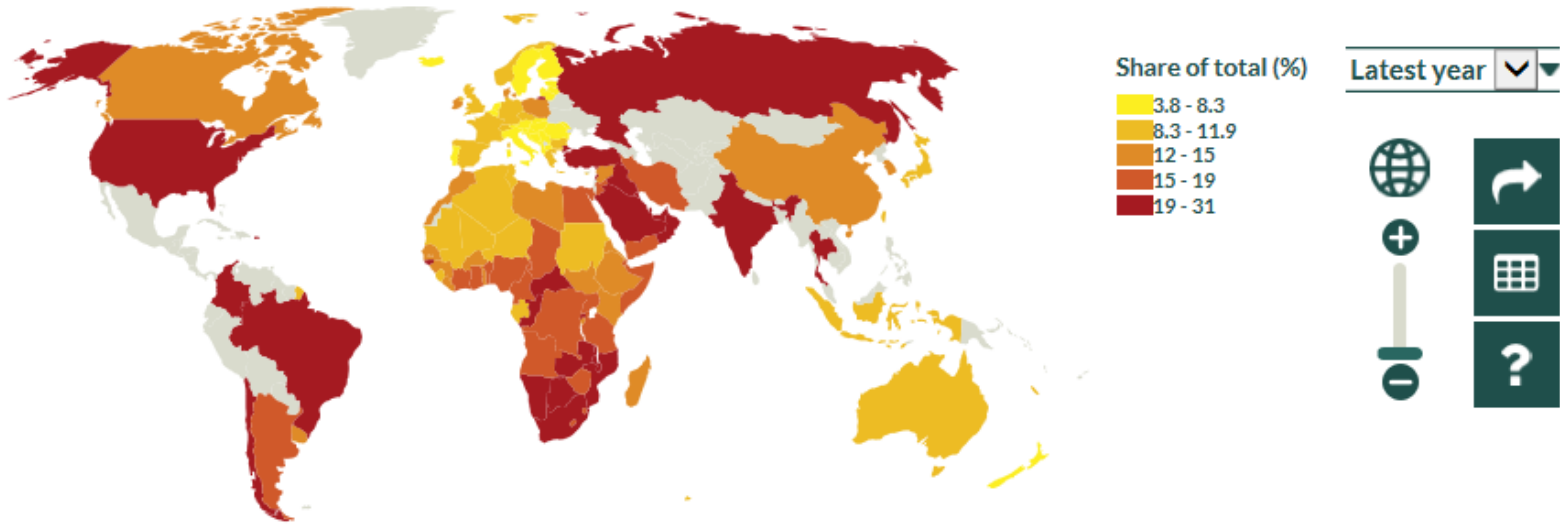 Share of total (%)
3.8 - 8.3
8.3 - 11.9
12 - 15
15 - 19
19 - 31
Latest year
?